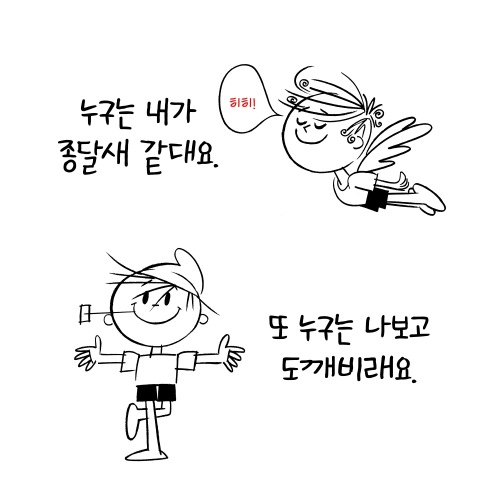 히히!
누구는 내가
종달새 같대요.
또 누구는 나보고
도깨비래요.